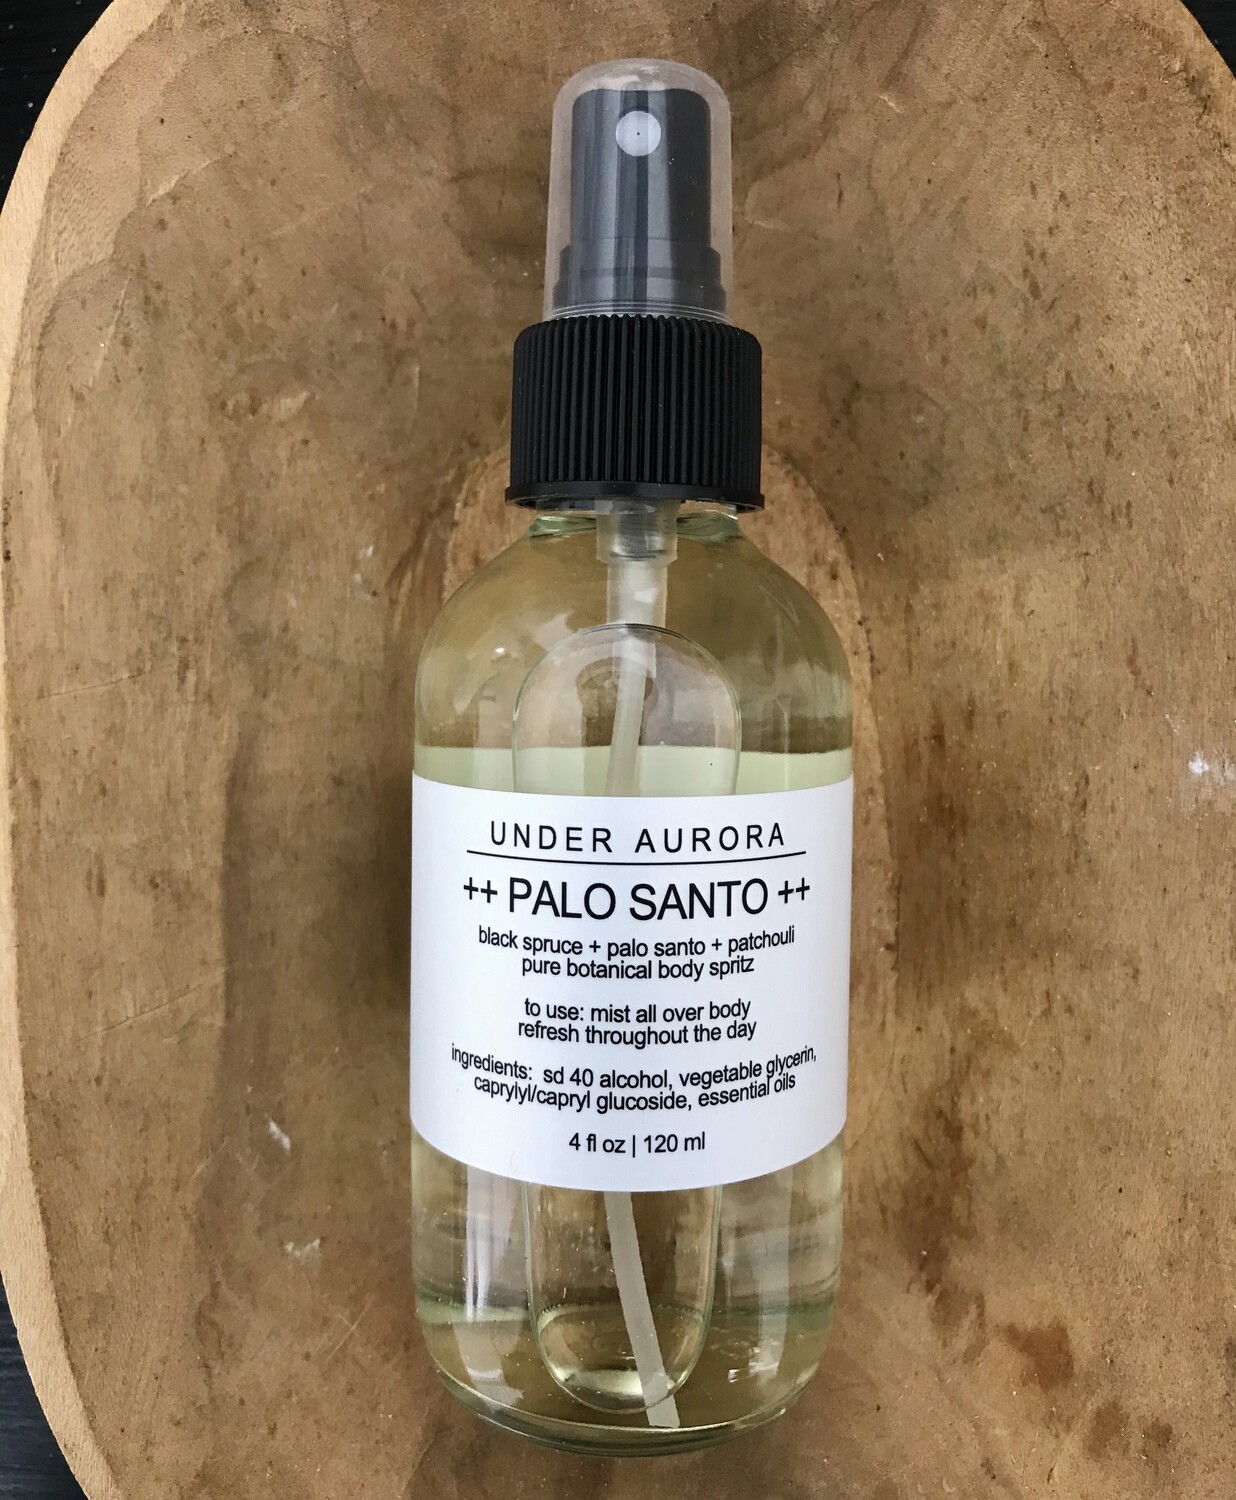 UNDER AURORA
++ PALO SANTO ++
black spruce + palo santo + patchouli
pure botanical body spritz
to use: mist all over body
refresh throughout the day
ingredients: sd 40 alcohol, vegetable glycerin,
caprylyl/capryl glucoside, essential oils
4 fl oz | 120 ml